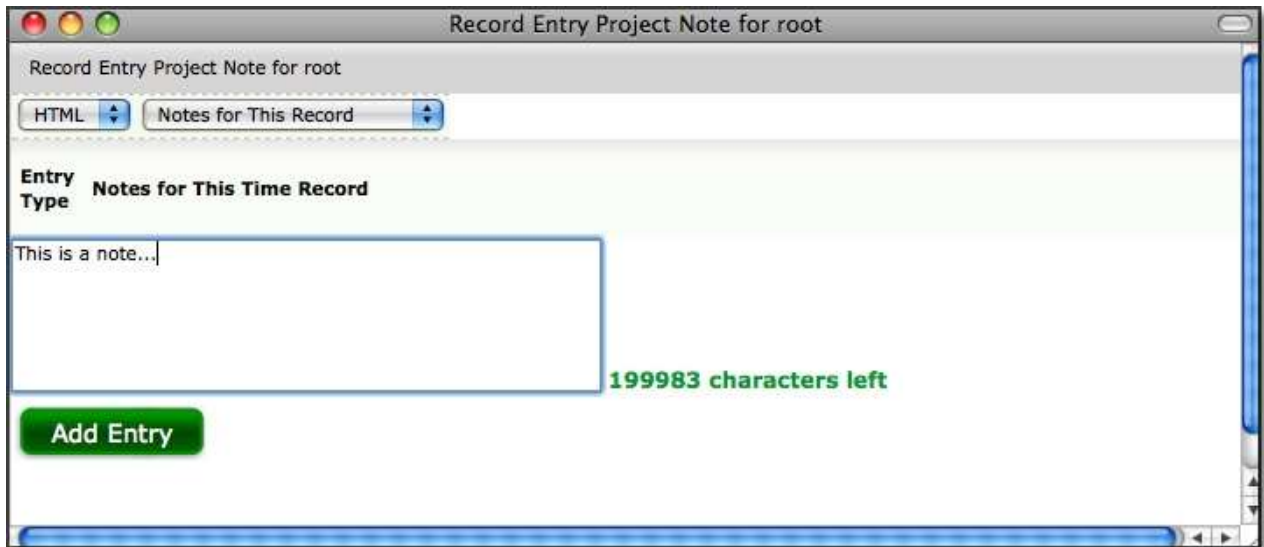 Record Entry Project Note for root
Record Entry Project Note for root
HTML Notes for This Record
Entry
Type Notes for This Time Record
This is a note...
199983 characters left
Add Entry